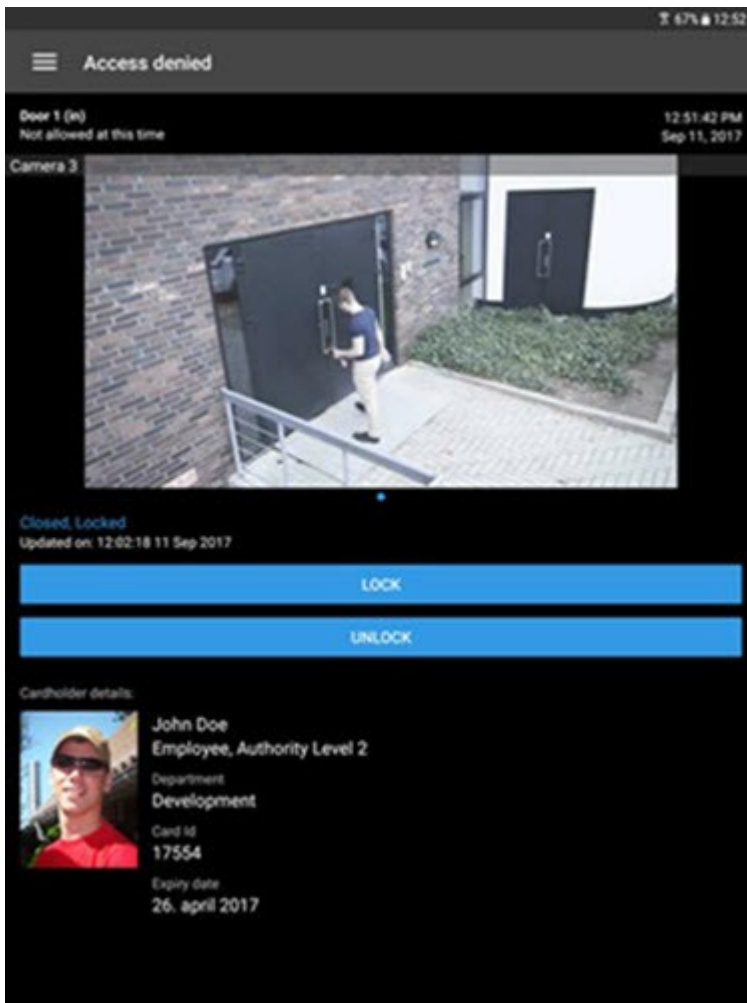 67% 12:52
Access denied
Door 1 (in)
Not allowed at this time
12:51:42 PM
Sep 11, 2017
Camera 3
Closed, Locked
Updated on: 12:02:18 11 Sep 2017
LOCK
UNLOCK
Cardholder details:
John Doe
Employee, Authority Level 2
Department
Development
Card Id
17554
Expiry date
26. april 2017